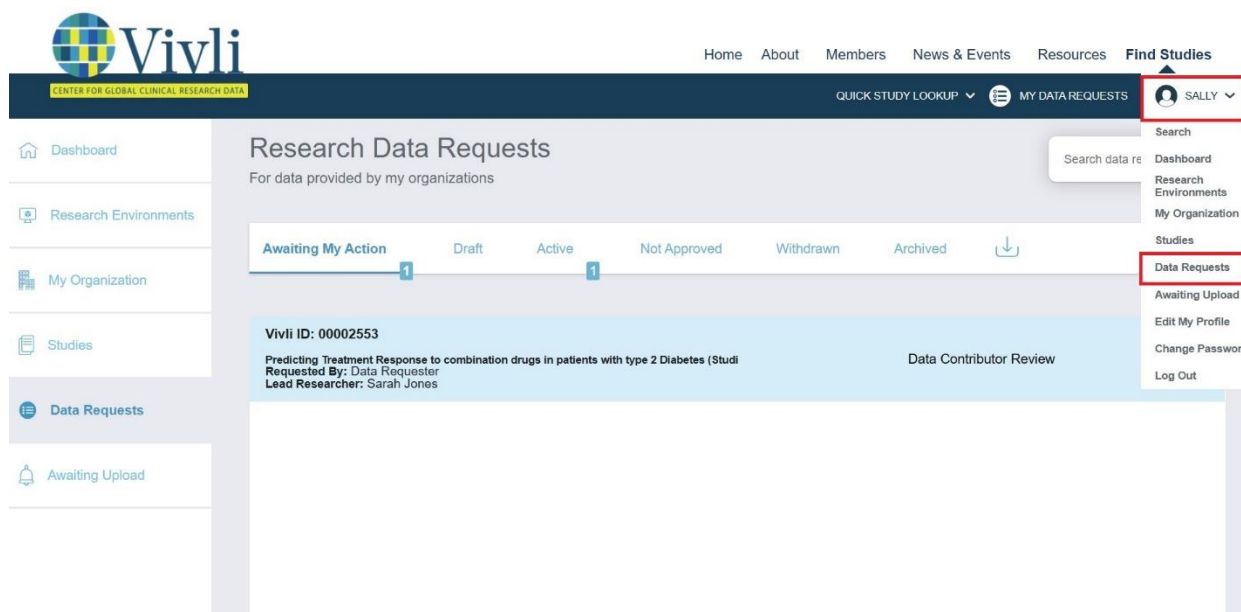 Vivli
CENTER FOR GLOBAL CLINICAL RESEARCH DATA
Home About Members News & Events Resources Find Studies
QUICK STUDY LOOKUP MY DATA REQUESTS SALLY
Dashboard
Research Environments
My Organization
Studies
Data Requests
Awaiting Upload
Research Data Requests
For data provided by my organizations
Search data re
Awaiting My Action Draft Active Not Approved Withdrawn Archived
1 1
Vivli ID: 00002553
Predicting Treatment Response to combination drugs in patients with type 2 Diabetes (Studi
Requested By: Data Requester
Lead Researcher: Sarah Jones
Data Contributor Review
Search
Dashboard
Research
Environments
My Organization
Studies
Data Requests
Awaiting Upload
Edit My Profile
Change Passwor
Log Out